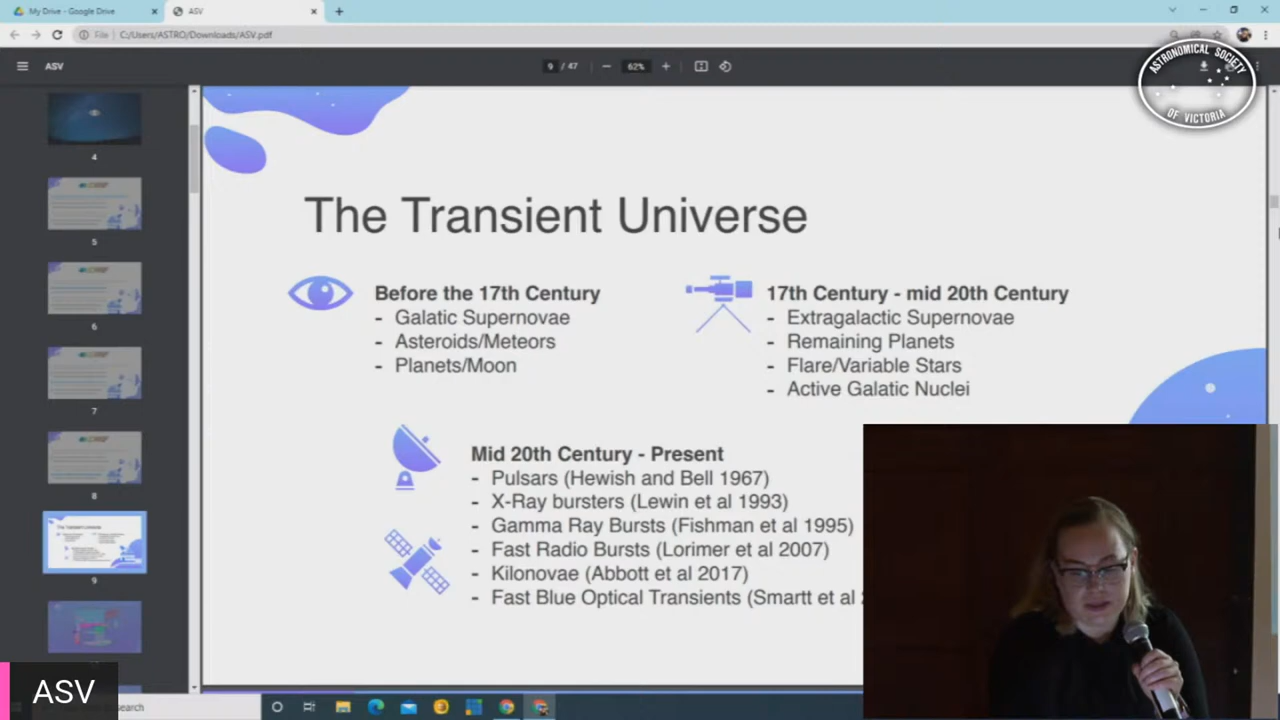 My Drive - Google Drive
ASV
File
C:/Users/ASTRO/Downloads/ASV.pdf
ASV
9 / 47
62%
ASTRONOMICAL SOCIETY
OF VICTORIA
4
5
6
7
8
9
The Transient Universe
Before the 17th Century
- Galatic Supernovae
- Asteroids/Meteors
- Planets/Moon
17th Century - mid 20th Century
- Extragalactic Supernovae
- Remaining Planets
- Flare/Variable Stars
- Active Galatic Nuclei
Mid 20th Century - Present
- Pulsars (Hewish and Bell 1967)
- X-Ray bursters (Lewin et al 1993)
- Gamma Ray Bursts (Fishman et al 1995)
- Fast Radio Bursts (Lorimer et al 2007)
- Kilonovae (Abbott et al 2017)
- Fast Blue Optical Transients (Smartt et al
ASV
search